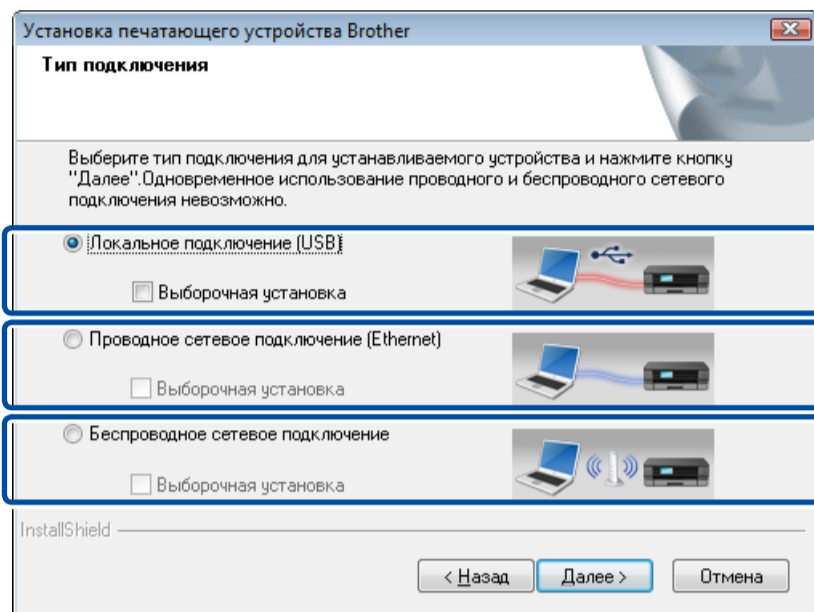 Установка печатающего устройства Brother
Тип подключения
Выберите тип подключения для устанавливаемого устройства и нажмите кнопку
"Далее".Одновременное использование проводного и беспроводного сетевого
подключения невозможно.
Локальное подключение (USB)
Выборочная установка
Проводное сетевое подключение (Ethernet)
Выборочная установка
Беспроводное сетевое подключение
Выборочная установка
InstallShield
< Назад Далее > Отмена